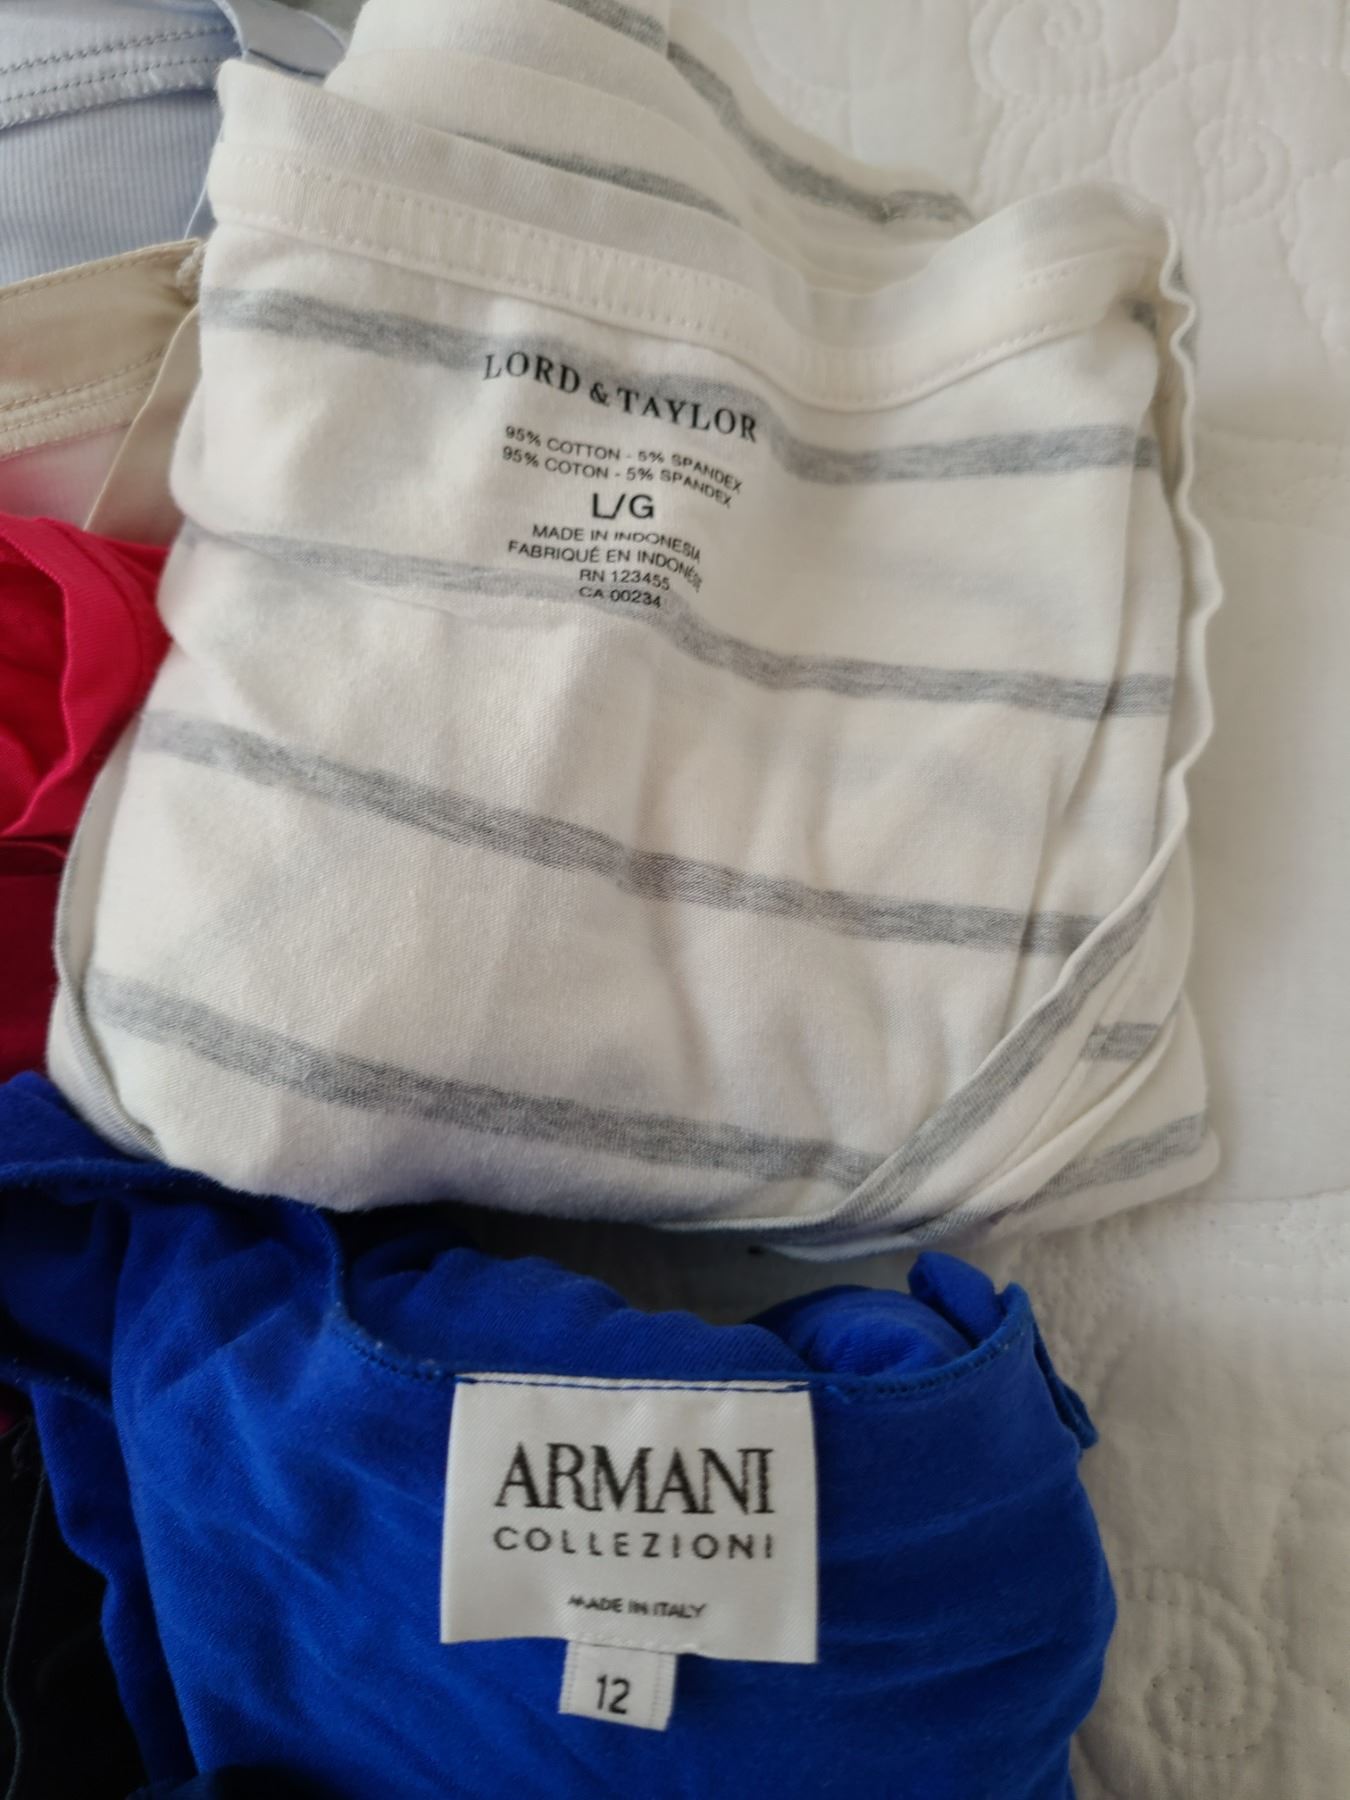 LORD & TAYLOR
95% COTTON - 5% SPANDEX
95% COTON - 5% SPANDEX
L/G
MADE IN INDONESIA
FABRIQUÉ EN INDONÉSIE
RN 123455
CA 00234
ARMANI
COLLEZIONI
MADE IN ITALY
12